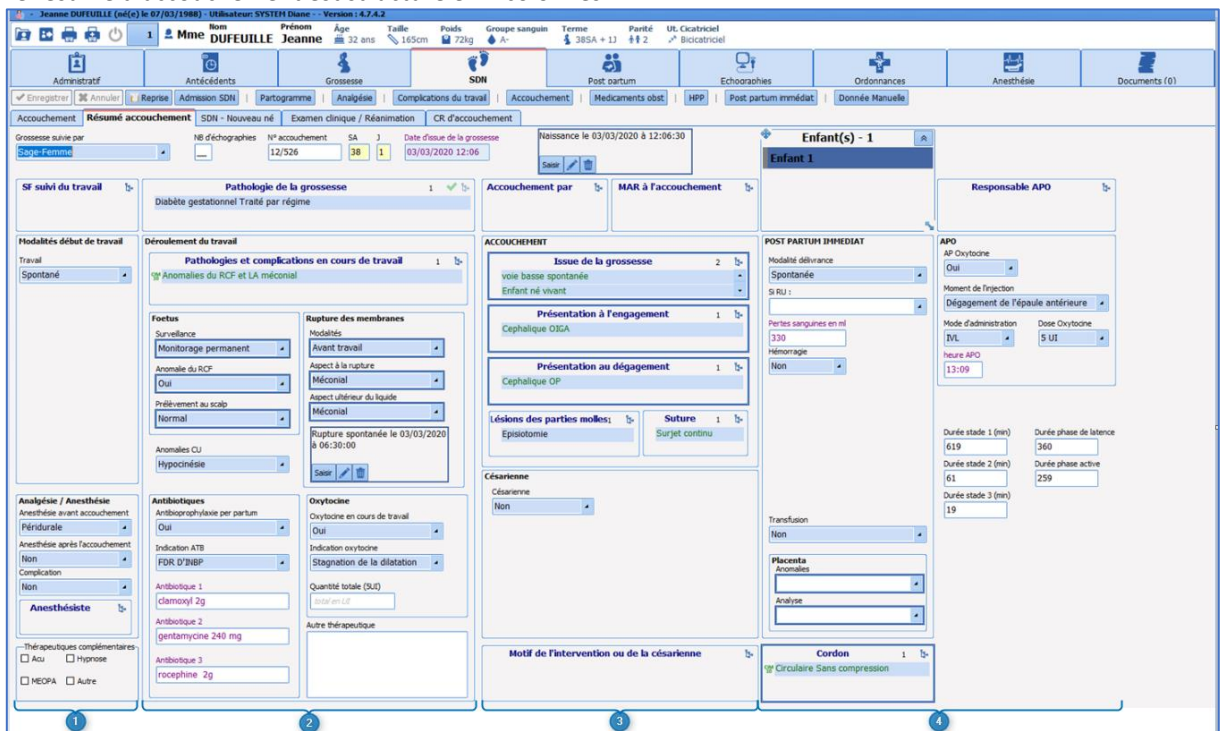 - Jeanne DUFEUILLE (né(e) le 07/03/1988) - Utilisateur: SYSTEM Diane - - Version : 4.7.4.2
1 Mme Nom DUFEUILLE Prénom Jeanne Âge 32 ans Taille 165cm Poids 72kg Groupe sanguin A- Terme 38SA + 1J Parité 2 Ut. Cicatriciel Bicicatriciel
Administratif Antécédents Grossesse SDN Post partum Echographies Ordonnances Anesthésie Documents (0)
Enregistrer Annuler Reprise Admission SDN | Partogramme | Analgésie | Complications du travail | Accouchement | Medicaments obst | HPP | Post partum immédiat | Donnée Manuelle
Accouchement Résumé accouchement SDN - Nouveau né Examen clinique / Réanimation CR d'accouchement
Grossesse suivie par NB d'échographies N° accouchement SA J Date d'issue de la grossesse
Sage-Femme __ 12/526 38 1 03/03/2020 12:06
Naissance le 03/03/2020 à 12:06:30
Saisir
Enfant(s) - 1
Enfant 1
SF suivi du travail
Pathologie de la grossesse 1
Diabète gestationnel Traité par régime
Accouchement par
MAR à l'accouchement
Responsable APO
Modalités début de travail
Travail
Spontané
Déroulement du travail
Pathologies et complications en cours de travail 1
Anomalies du RCF et LA méconial
Foetus
Surveillance
Monitorage permanent
Anomalie du RCF
Oui
Prélèvement au scalp
Normal
Anomalies CU
Hypocinésie
Rupture des membranes
Modalités
Avant travail
Aspect à la rupture
Méconial
Aspect ultérieur du liquide
Méconial
Rupture spontanée le 03/03/2020
à 06:30:00
Saisir
ACCOUCHEMENT
Issue de la grossesse 2
voie basse spontanée
Enfant né vivant
Présentation à l'engagement 1
Cephalique OIGA
Présentation au dégagement 1
Cephalique OP
Lésions des parties molles 1
Episiotomie
Suture 1
Surjet continu
Césarienne
Césarienne
Non
POST PARTUM IMMEDIAT
Modalité délivrance
Spontanée
Si RU :
Pertes sanguines en ml
330
Hémorragie
Non
APO
AP Oxytocine
Oui
Moment de l'injection
Dégagement de l'épaule antérieure
Mode d'administration Dose Oxytocine
IVL 5 UI
heure APO
13:09
Durée stade 1 (min) Durée phase de latence
619 360
Durée stade 2 (min) Durée phase active
61 259
Durée stade 3 (min)
19
Analgésie / Anesthésie
Anesthésie avant accouchement
Péridurale
Anesthésie après l'accouchement
Non
Complication
Non
Anesthésiste
Thérapeutiques complémentaires
Acu Hypnose
MEOPA Autre
Antibiotiques
Antibioprophylaxie per partum
Oui
Indication ATB
FDR D'INBP
Antibiotique 1
clamoxyl 2g
Antibiotique 2
gentamycine 240 mg
Antibiotique 3
rocephine 2g
Oxytocine
Oxytocine en cours de travail
Oui
Indication oxytocine
Stagnation de la dilatation
Quantité totale (5UI)
total en UI
Autre thérapeutique
Motif de l'intervention ou de la césarienne
Transfusion
Non
Placenta
Anomalies
Analyse
Cordon 1
Circulaire Sans compression
1 2 3 4